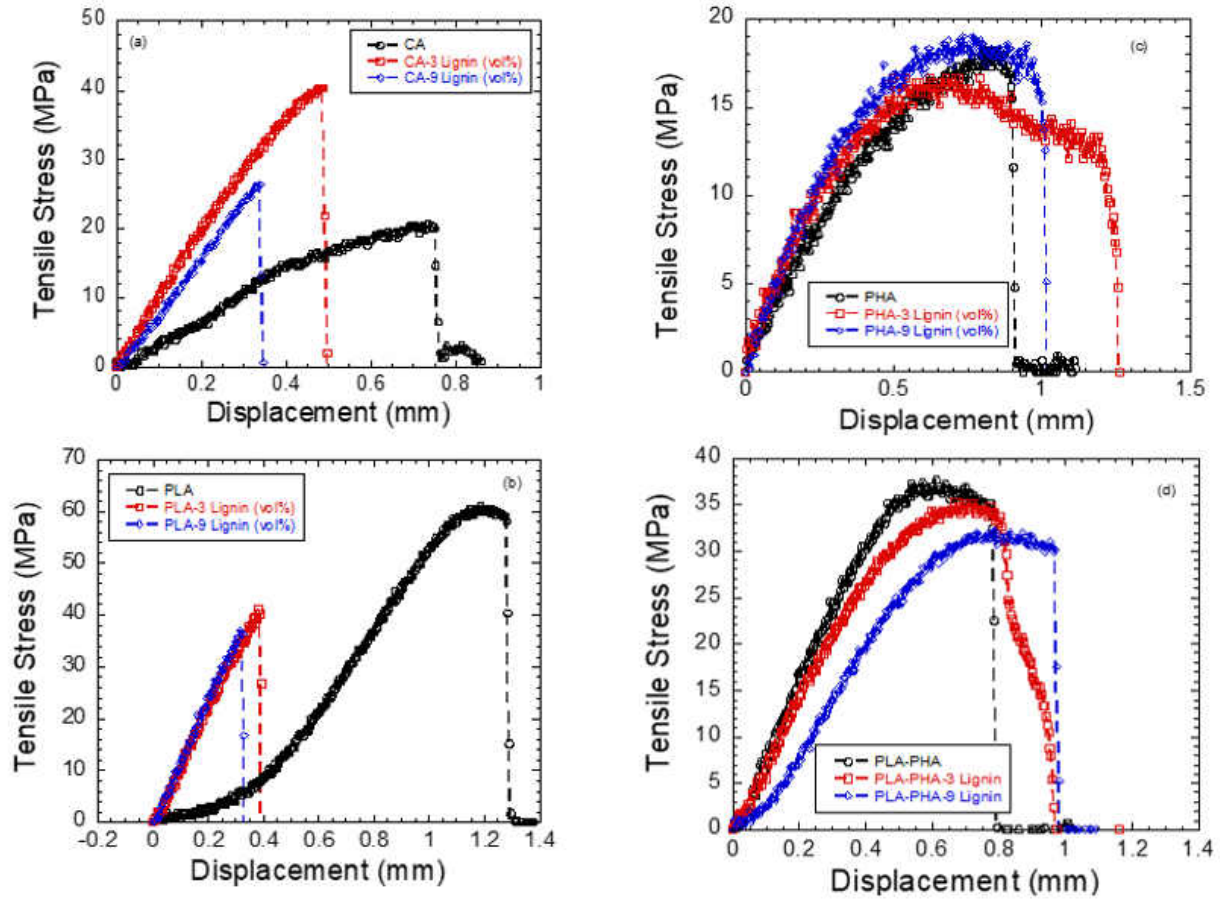 (a)
CA
CA-3 Lignin (vol%)
CA-9 Lignin (vol%)
Tensile Stress (MPa)
50
40
30
20
10
0
0 0.2 0.4 0.6 0.8 1
Displacement (mm)
(c)
PHA
PHA-3 Lignin (vol%)
PHA-9 Lignin (vol%)
Tensile Stress (MPa)
20
15
10
5
0
0 0.5 1 1.5
Displacement (mm)
(b)
PLA
PLA-3 Lignin (vol%)
PLA-9 Lignin (vol%)
Tensile Stress (MPa)
70
60
50
40
30
20
10
0
-0.2 0 0.2 0.4 0.6 0.8 1 1.2 1.4
Displacement (mm)
(d)
PLA-PHA
PLA-PHA-3 Lignin
PLA-PHA-9 Lignin
Tensile Stress (MPa)
40
35
30
25
20
15
10
5
0
0 0.2 0.4 0.6 0.8 1 1.2 1.4
Displacement (mm)